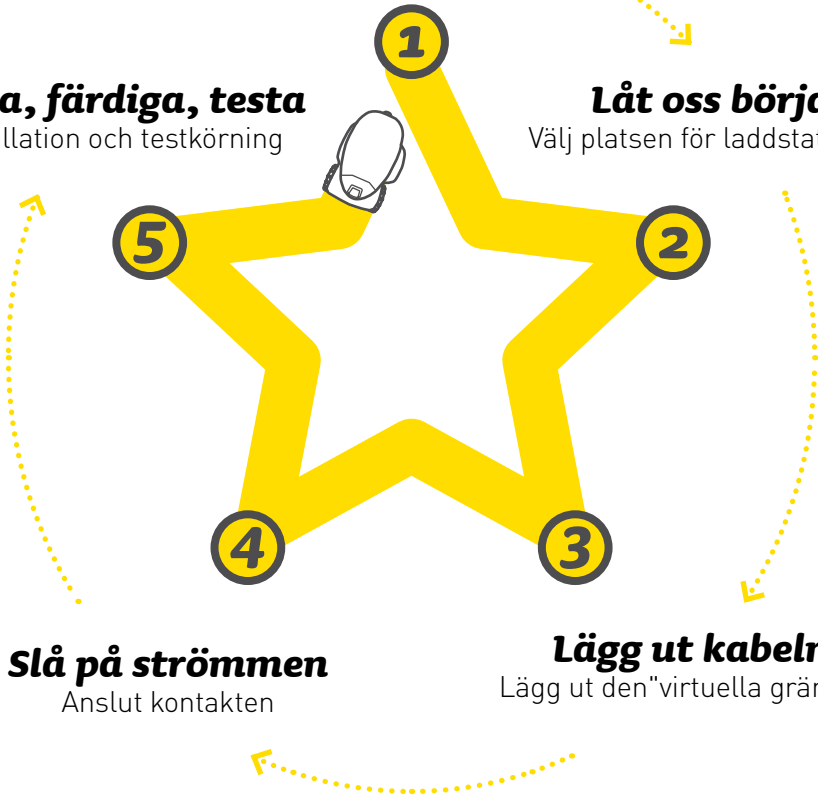 1
a, färdiga, testa
llation och testkörning
Låt oss börja
Välj platsen för laddstat
5
2
4
3
Slå på strömmen
Anslut kontakten
Lägg ut kabeln
Lägg ut den"virtuella grän